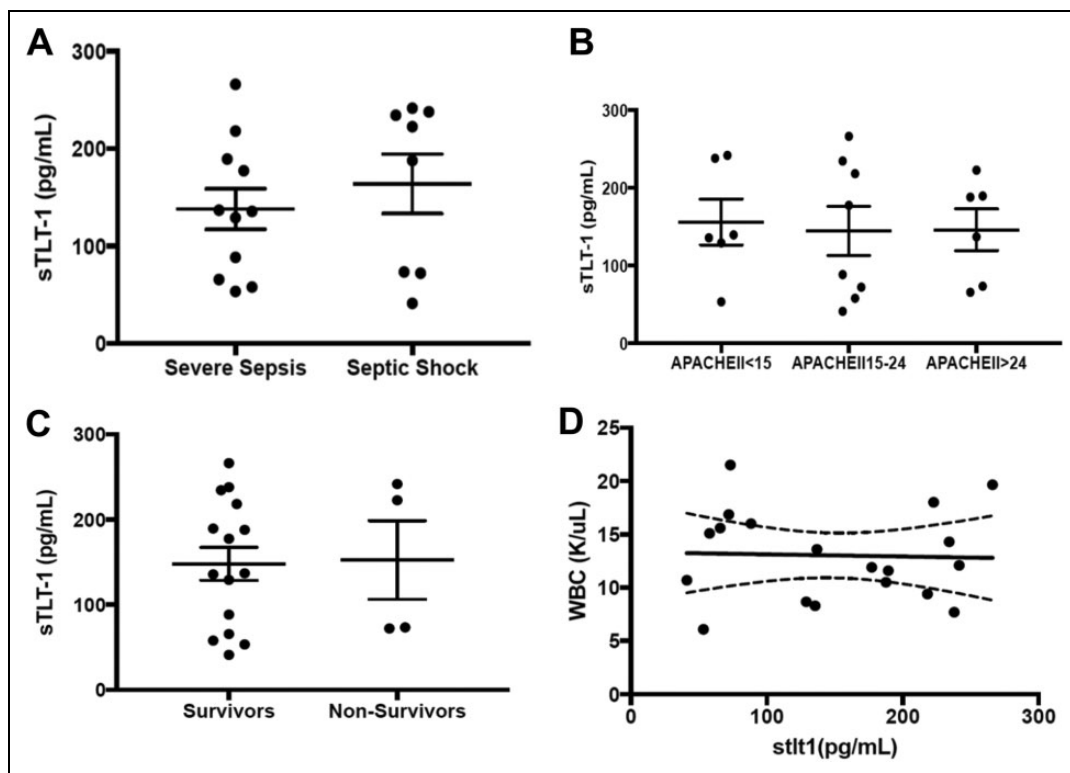 A
300
200
100
0
sTLT-1 (pg/mL)
Severe Sepsis Septic Shock
B
300
200
100
0
sTLT-1 (pg/mL)
APACHEII<15 APACHEII15-24 APACHEII>24
C
300
200
100
0
sTLT-1 (pg/mL)
Survivors Non-Survivors
D
25
20
15
10
5
0
WBC (K/uL)
0 100 200 300
stlt1(pg/mL)